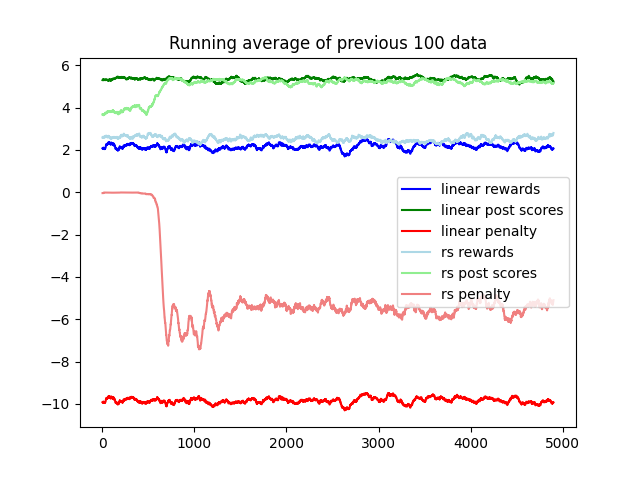 Running average of previous 100 data
6
4
2
0
−2
−4
−6
−8
−10
linear rewards
linear post scores
linear penalty
rs rewards
rs post scores
rs penalty
0
1000
2000
3000
4000
5000